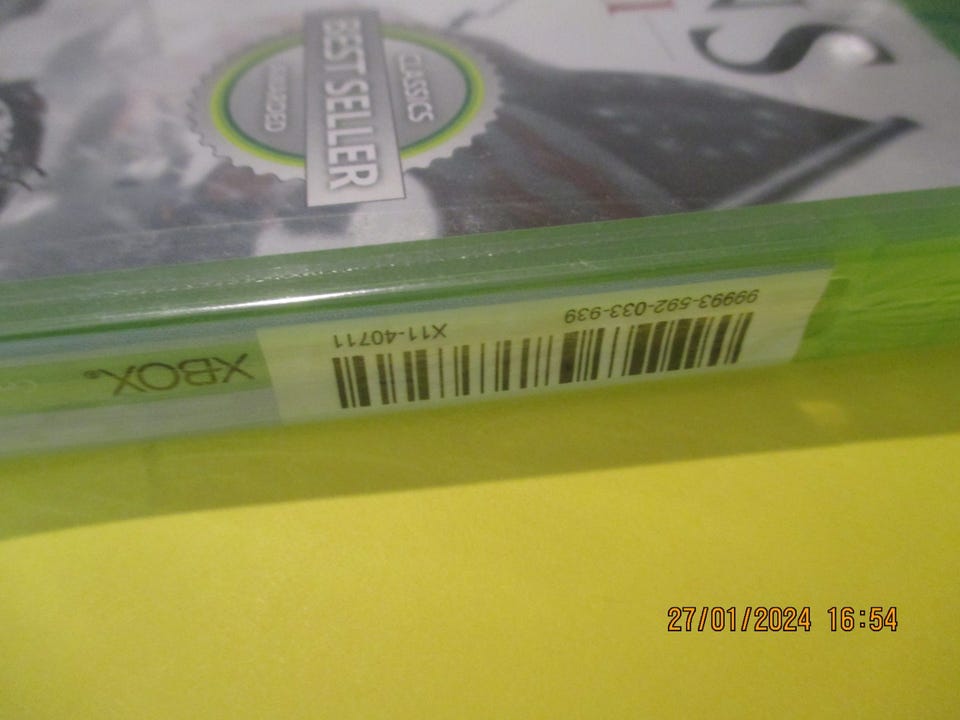 CLASSICS
BEST SELLER
S
99993-592-033-939
X11-40711
XBOX®
27/01/2024 16:54